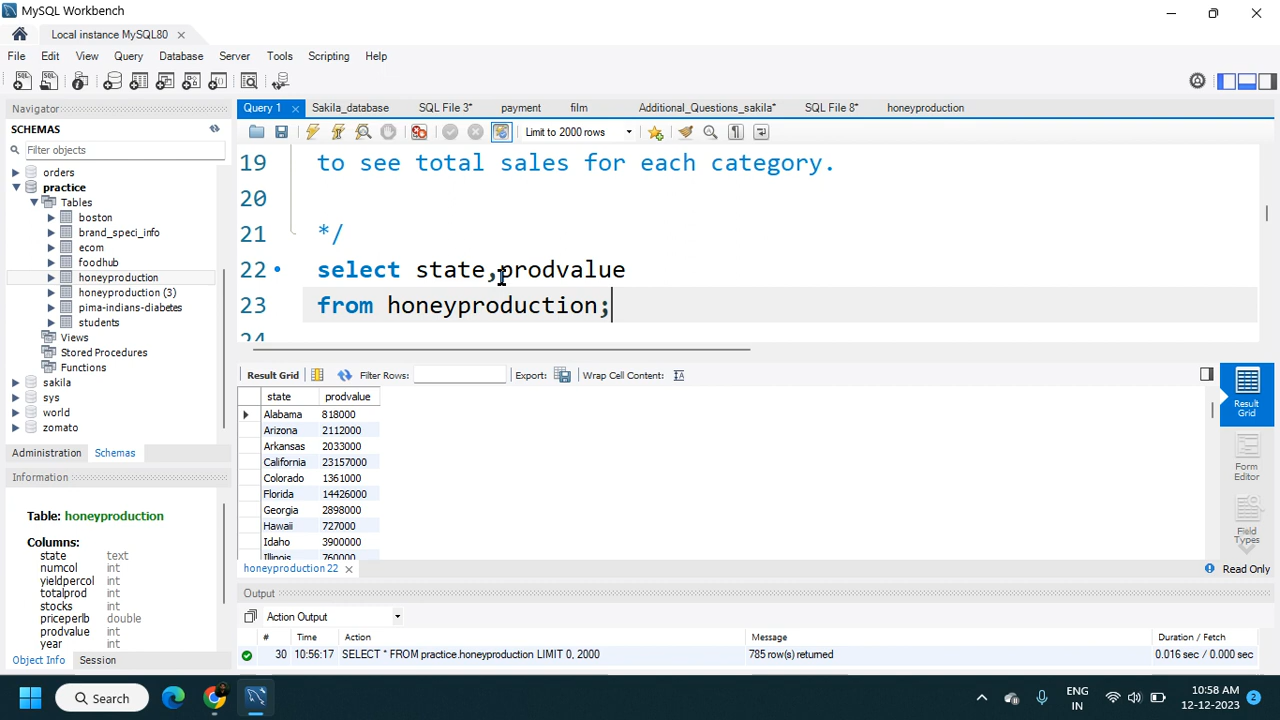 MySQL Workbench
Local instance MySQL80
File Edit View Query Database Server Tools Scripting Help
Navigator
SCHEMAS
Filter objects
orders
practice
Tables
boston
brand_speci_info
ecom
foodhub
honeyproduction
honeyproduction (3)
pima-indians-diabetes
students
Views
Stored Procedures
Functions
sakila
sys
world
zomato
Administration Schemas
Information
Table: honeyproduction
Columns:
state text
numcol int
yieldpercol int
totalprod int
stocks int
priceperlb double
prodvalue int
year int
Object Info Session
Query 1 Sakila_database SQL File 3* payment film Additional_Questions_sakila* SQL File 8* honeyproduction
Limit to 2000 rows
19 to see total sales for each category.
20
21 */
22 select state,prodvalue
23 from honeyproduction;
24
Result Grid Filter Rows: Export: Wrap Cell Content:
state prodvalue
Alabama 818000
Arizona 2112000
Arkansas 2033000
California 23157000
Colorado 1361000
Florida 14426000
Georgia 2898000
Hawaii 727000
Idaho 3900000
Illinois 760000
Result Grid
Form Editor
Field Types
honeyproduction 22
Read Only
Output
Action Output
# Time Action Message Duration / Fetch
30 10:56:17 SELECT * FROM practice.honeyproduction LIMIT 0, 2000 785 row(s) returned 0.016 sec / 0.000 sec
Search
ENG IN
10:58 AM
12-12-2023
2